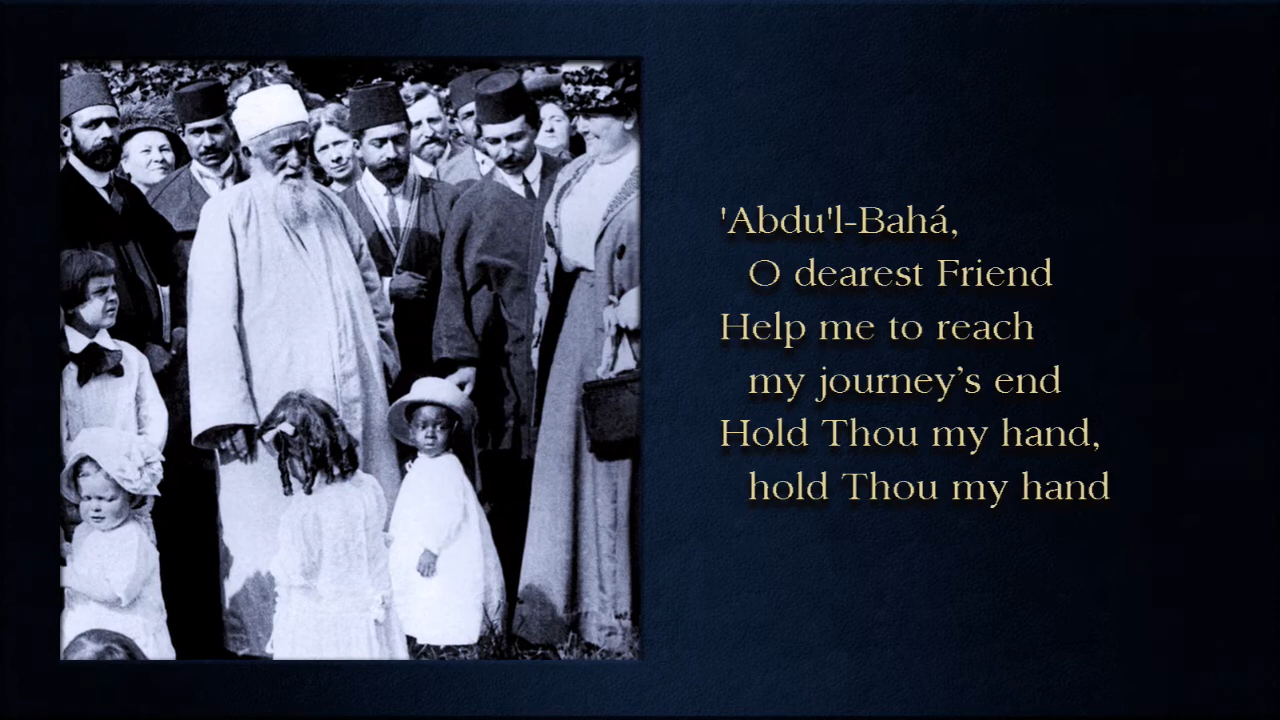 'Abdu'l-Bahá,
O dearest Friend
Help me to reach
my journey’s end
Hold Thou my hand,
hold Thou my hand